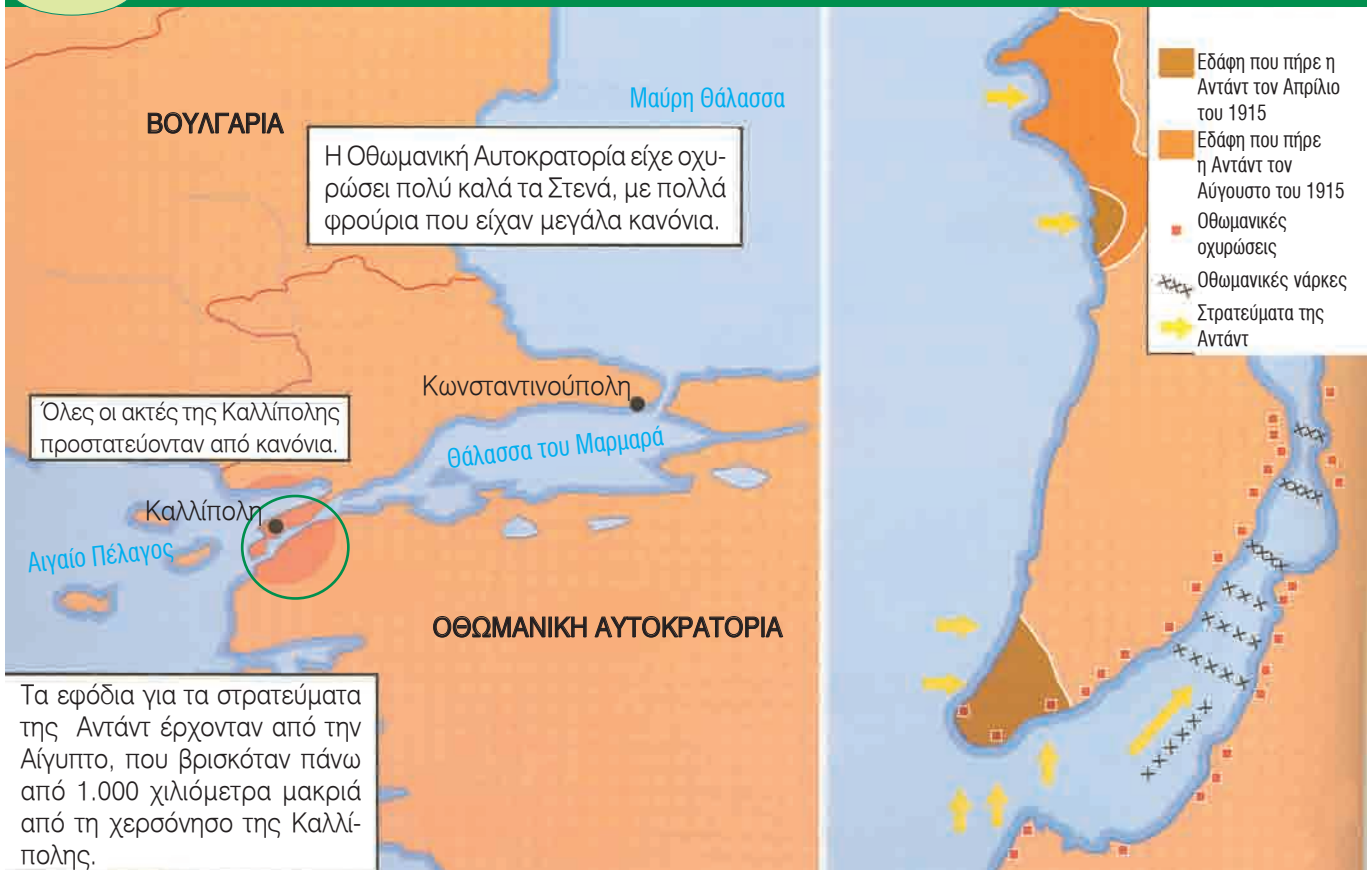 ΒΟΥΛΓΑΡΙΑ
Μαύρη Θάλασσα
Η Οθωμανική Αυτοκρατορία είχε οχυ-
ρώσει πολύ καλά τα Στενά, με πολλά
φρούρια που είχαν μεγάλα κανόνια.
Κωνσταντινούπολη
Όλες οι ακτές της Καλλίπολης
προστατεύονταν από κανόνια.
Θάλασσα του Μαρμαρά
Καλλίπολη
Αιγαίο Πέλαγος
ΟΘΩΜΑΝΙΚΗ ΑΥΤΟΚΡΑΤΟΡΙΑ
Τα εφόδια για τα στρατεύματα
της Αντάντ έρχονταν από την
Αίγυπτο, που βρισκόταν πάνω
από 1.000 χιλιόμετρα μακριά
από τη χερσόνησο της Καλλί-
πολης.
Εδάφη που πήρε η
Αντάντ τον Απρίλιο
του 1915
Εδάφη που πήρε
η Αντάντ τον
Αύγουστο του 1915
Οθωμανικές
οχυρώσεις
Οθωμανικές νάρκες
Στρατεύματα της
Αντάντ